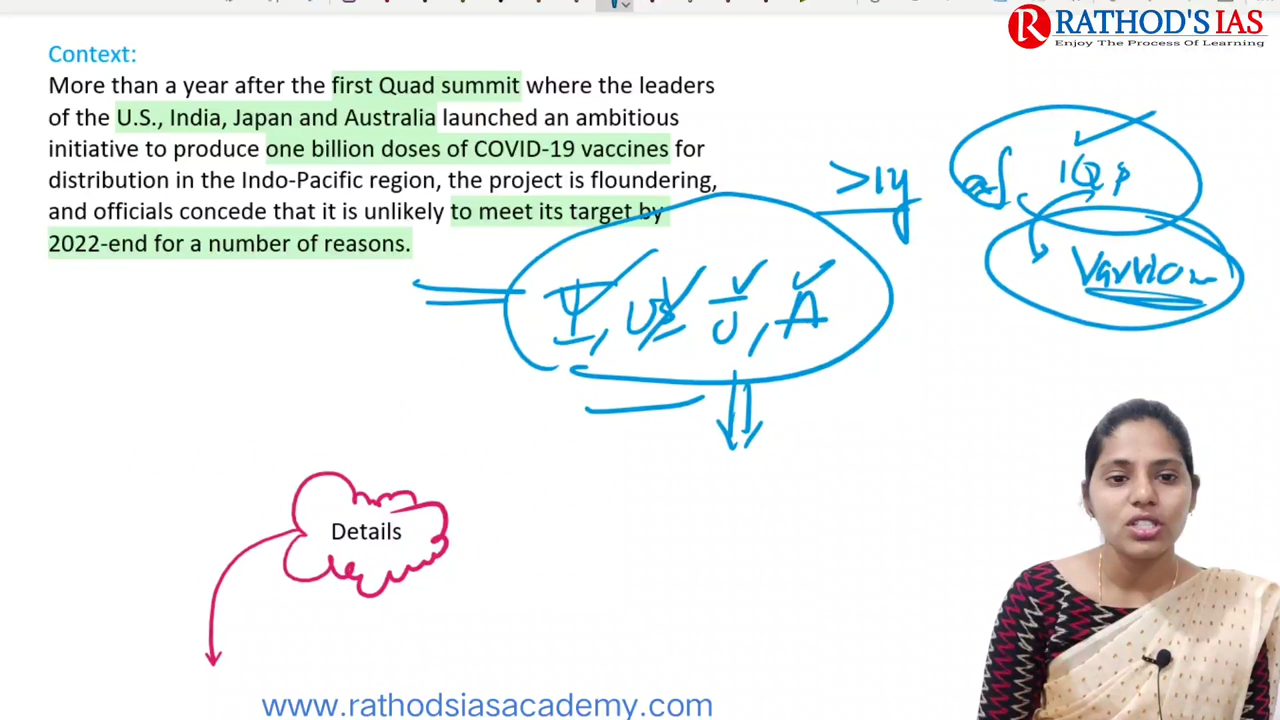 RATHOD'S IAS
Enjoy The Process Of Learning
Context:
More than a year after the first Quad summit where the leaders
of the U.S., India, Japan and Australia launched an ambitious
initiative to produce one billion doses of COVID-19 vaccines for
distribution in the Indo-Pacific region, the project is floundering,
and officials concede that it is unlikely to meet its target by
2022-end for a number of reasons.
>1y
I, US, J, A
Details
www.rathodsiasacademy.com